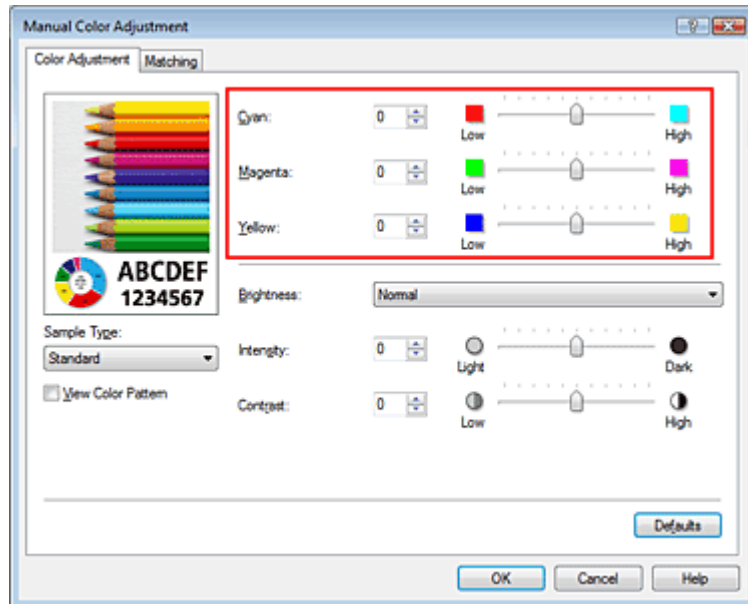 Manual Color Adjustment
Color Adjustment Matching
Cyan: 0 Low High
Magenta: 0 Low High
Yellow: 0 Low High
ABCDEF
1234567
Brightness: Normal
Sample Type:
Standard
Intensity: 0 Light Dark
View Color Pattern
Contrast: 0 Low High
Defaults
OK Cancel Help